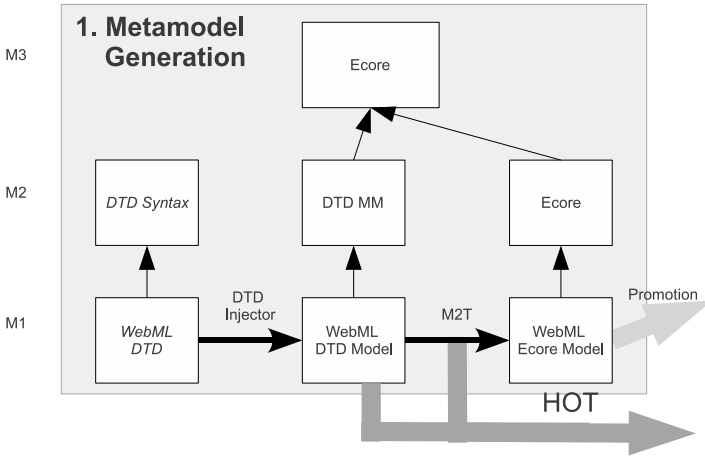 1. Metamodel
Generation
M3
Ecore
M2
DTD Syntax
DTD MM
Ecore
M1
WebML
DTD
DTD
Injector
WebML
DTD Model
M2T
WebML
Ecore Model
Promotion
HOT